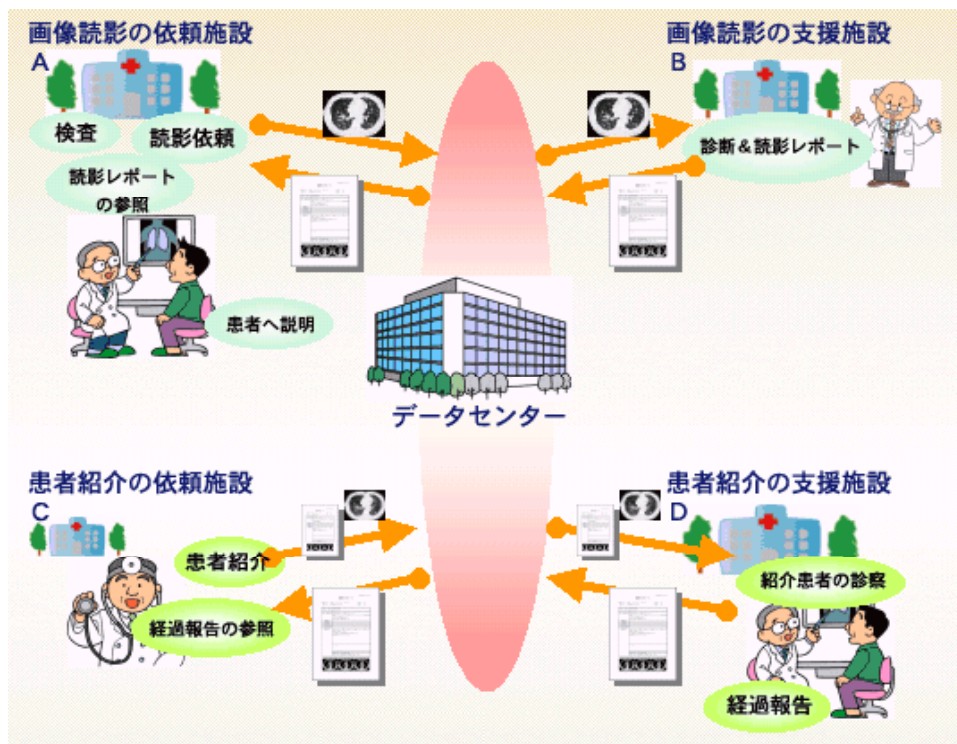 画像読影の依頼施設
A
検査
読影依頼
読影レポート
の参照
患者へ説明
画像読影の支援施設
B
診断＆読影レポート
データセンター
患者紹介の依頼施設
C
患者紹介
経過報告の参照
患者紹介の支援施設
D
紹介患者の診察
経過報告